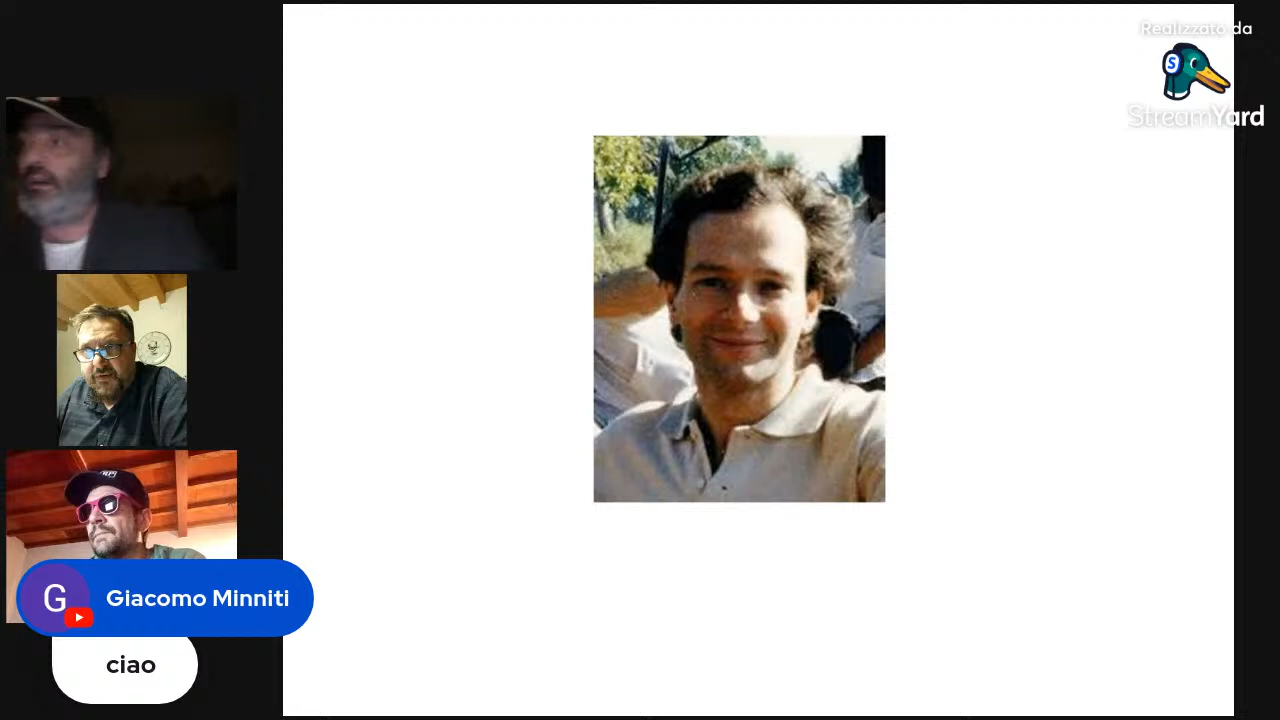 Realizzato da
StreamYard
G Giacomo Minniti
ciao